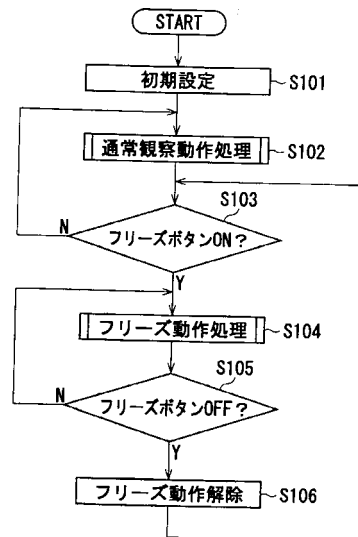 START
初期設定
S101
通常観察動作処理
S102
S103
N
フリーズボタンON?
Y
フリーズ動作処理
S104
S105
N
フリーズボタンOFF?
Y
フリーズ動作解除
S106